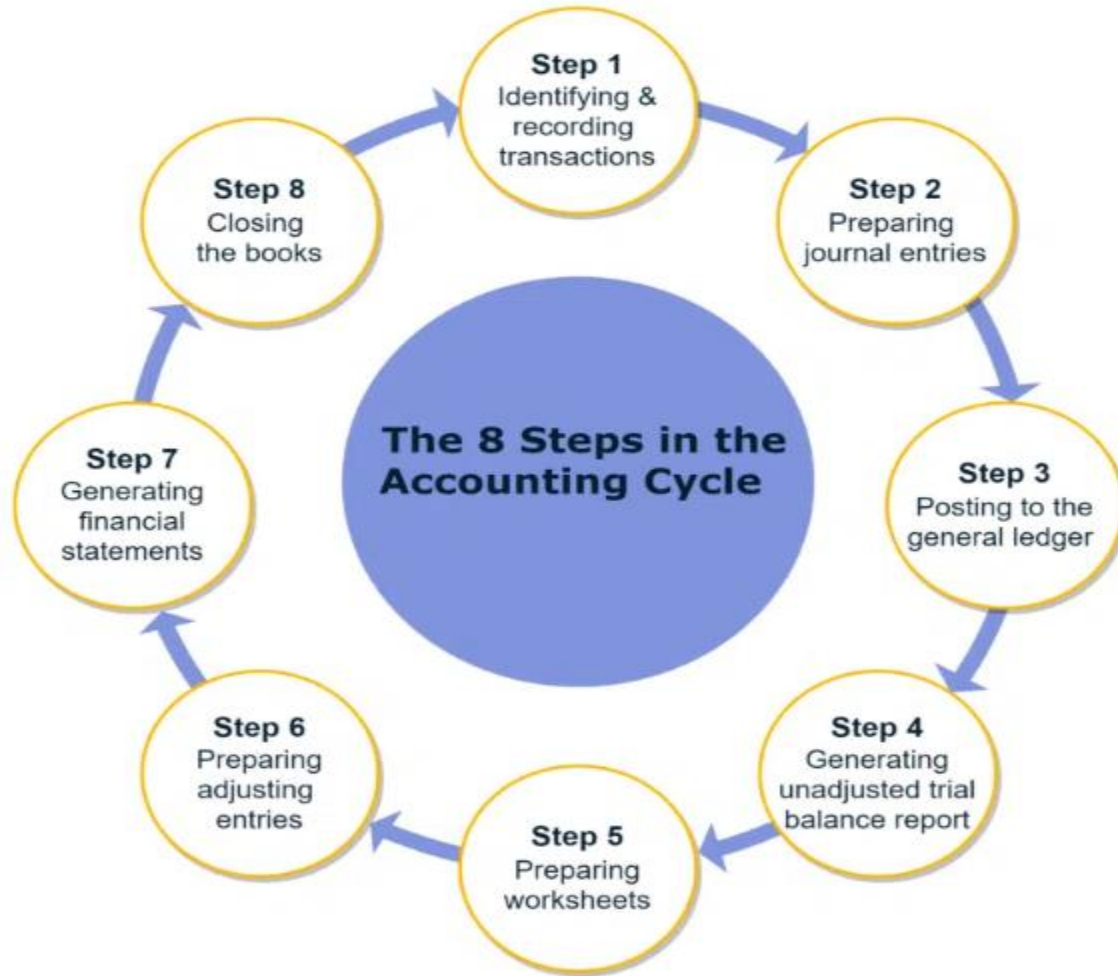 The 8 Steps in the
Accounting Cycle
Step 1
Identifying &
recording
transactions
Step 2
Preparing
journal entries
Step 3
Posting to the
general ledger
Step 4
Generating
unadjusted trial
balance report
Step 5
Preparing
worksheets
Step 6
Preparing
adjusting
entries
Step 7
Generating
financial
statements
Step 8
Closing
the books